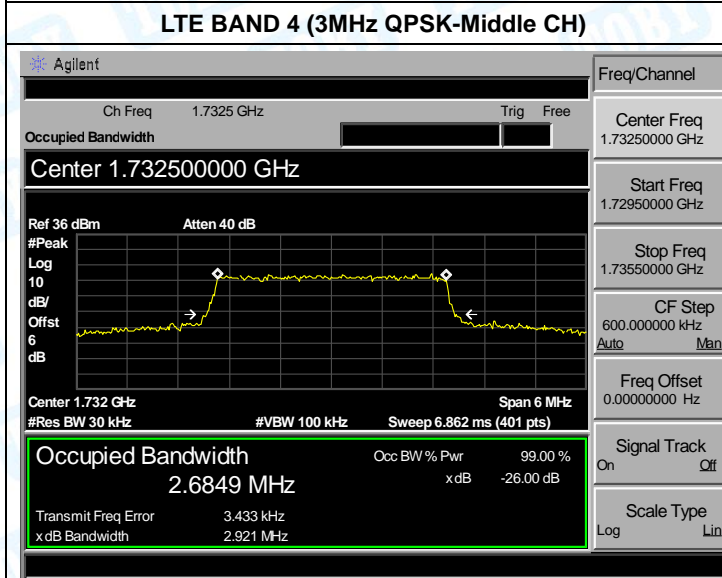 LTE BAND 4 (3MHz QPSK-Middle CH)
Agilent
Freq/Channel
Ch Freq 1.7325 GHz Trig Free
Occupied Bandwidth
Center 1.732500000 GHz
Center Freq
1.73250000 GHz
Start Freq
1.72950000 GHz
Stop Freq
1.73550000 GHz
CF Step
600.000000 kHz
Auto Man
Freq Offset
0.00000000 Hz
Signal Track
On Off
Scale Type
Log Lin
Ref 36 dBm Atten 40 dB
#Peak
Log
10
dB/
Offst
6
dB
Center 1.732 GHz Span 6 MHz
#Res BW 30 kHz #VBW 100 kHz Sweep 6.862 ms (401 pts)
Occupied Bandwidth Occ BW % Pwr 99.00 %
2.6849 MHz x dB -26.00 dB
Transmit Freq Error 3.433 kHz
x dB Bandwidth 2.921 MHz